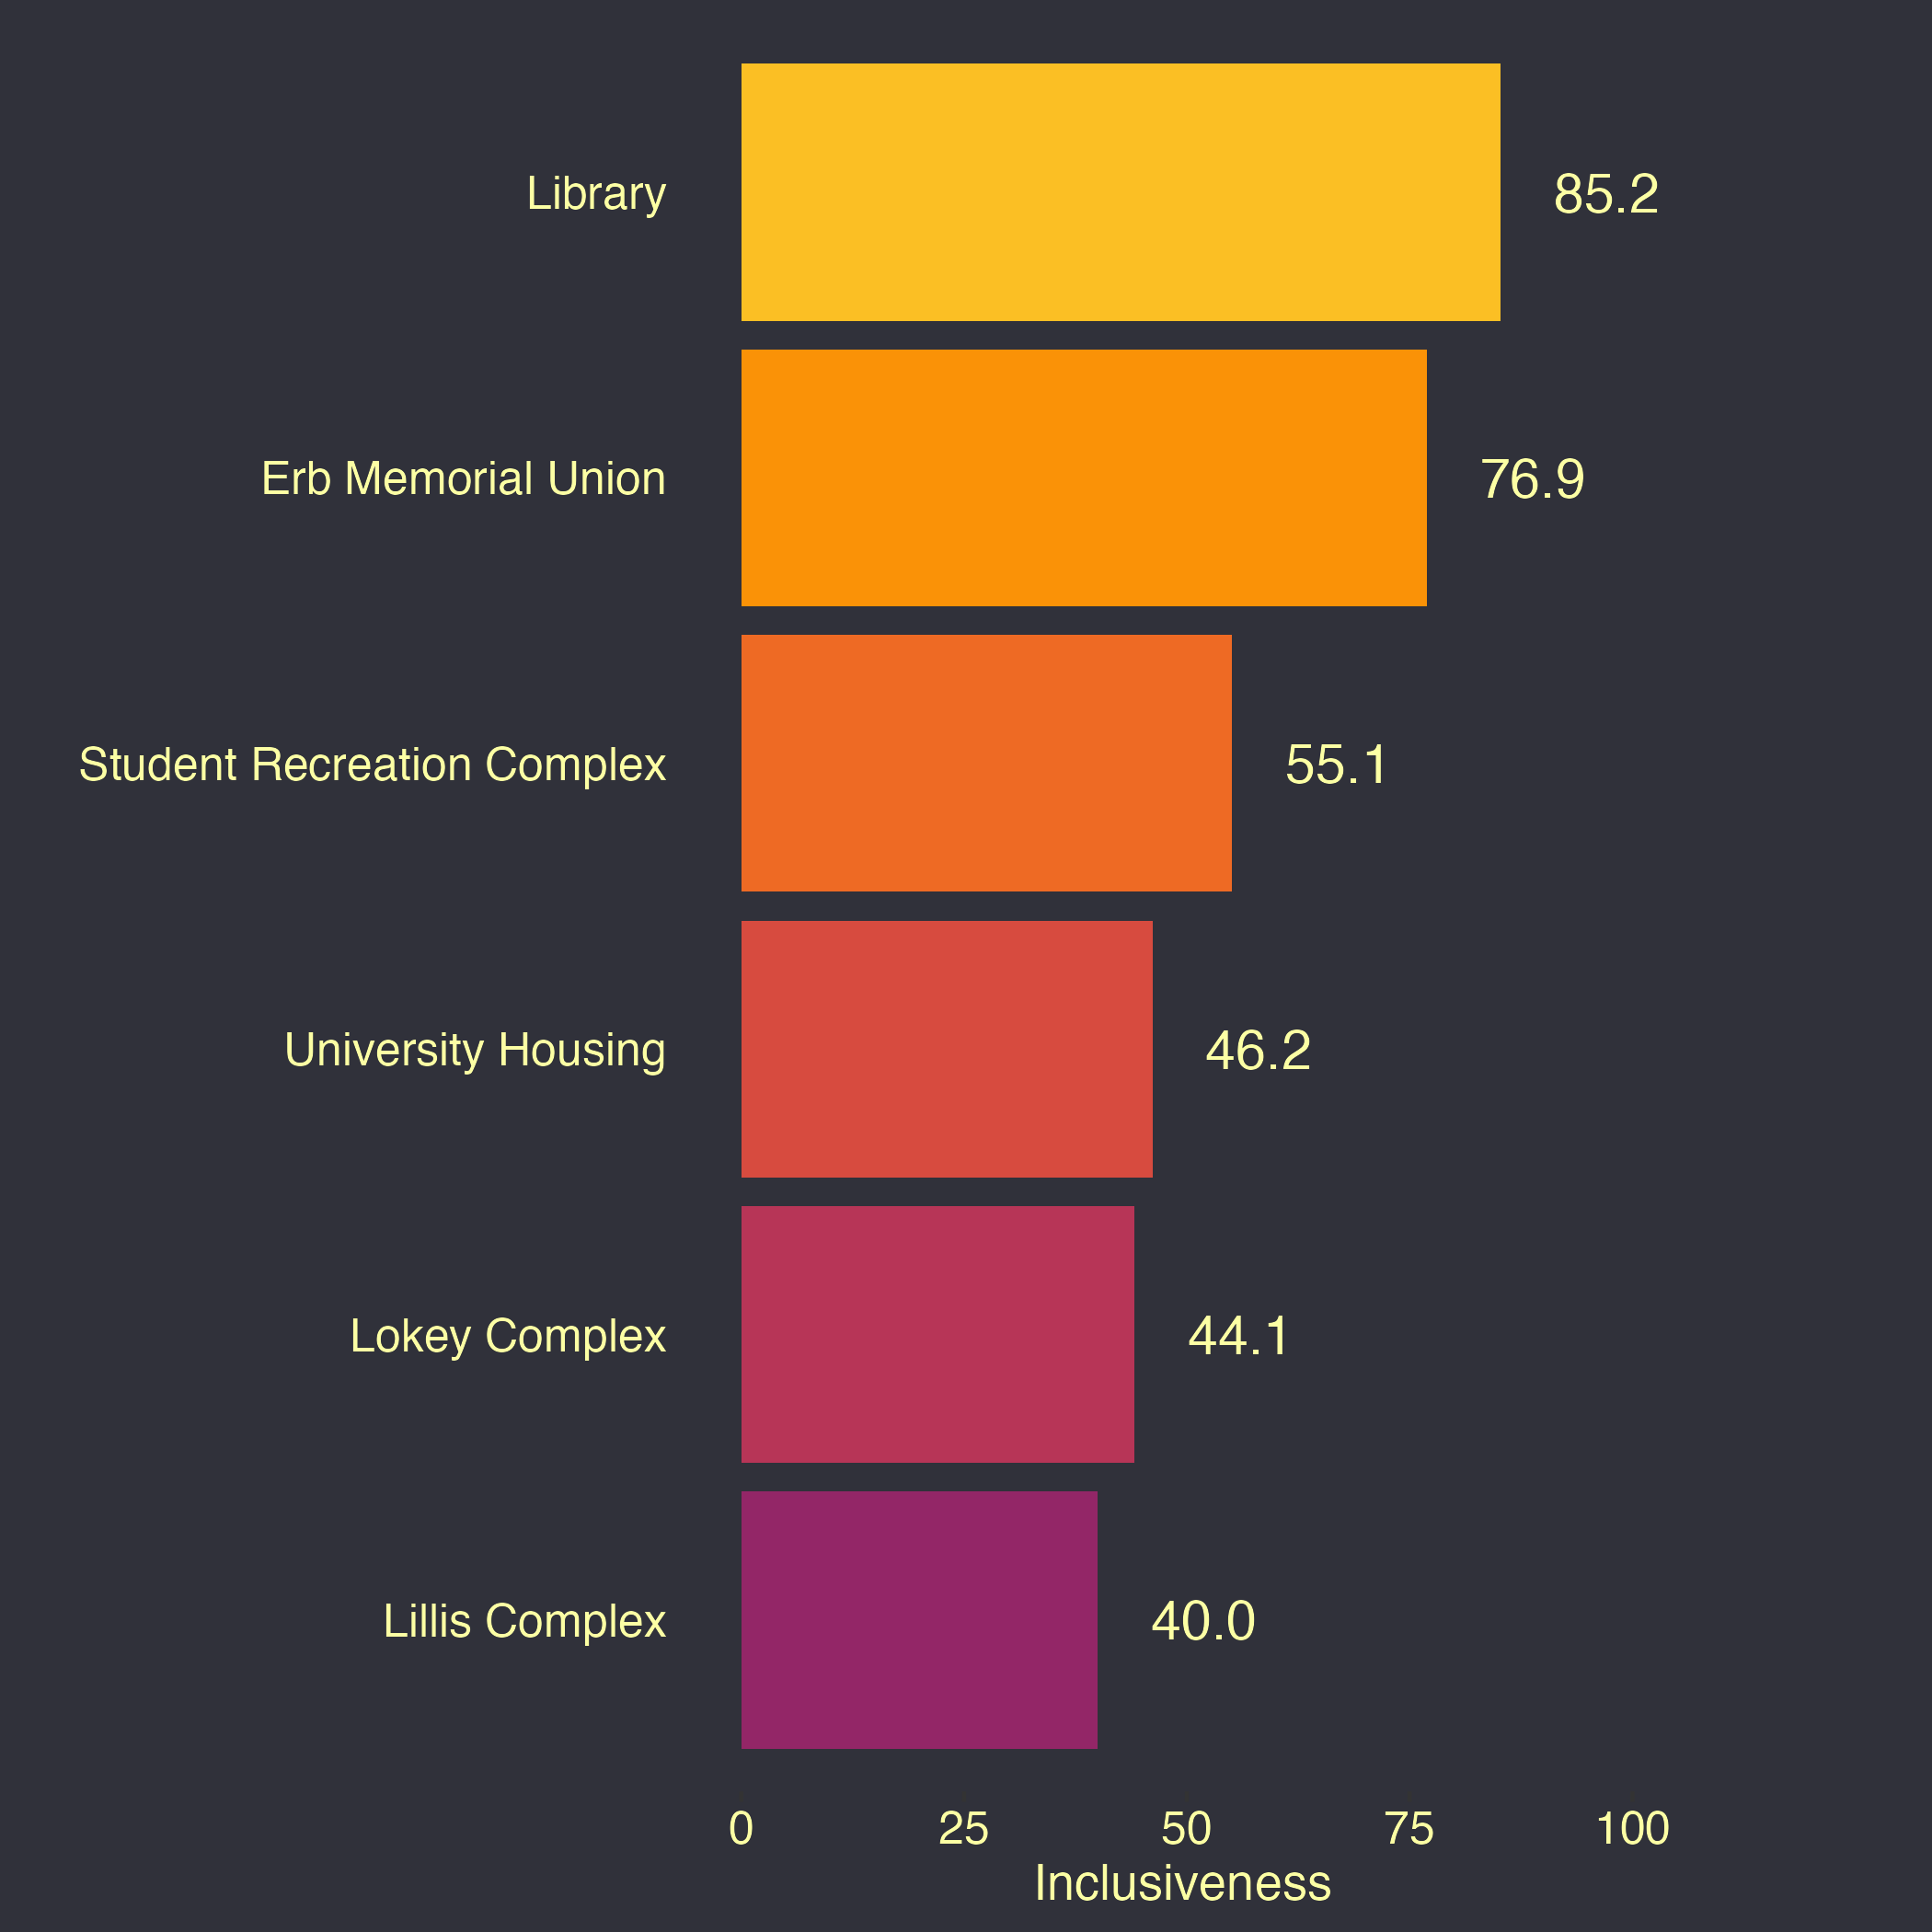 Library
85.2
Erb Memorial Union
76.9
Student Recreation Complex
55.1
University Housing
46.2
Lokey Complex
44.1
Lillis Complex
40.0
0 25 50 75 100
Inclusiveness